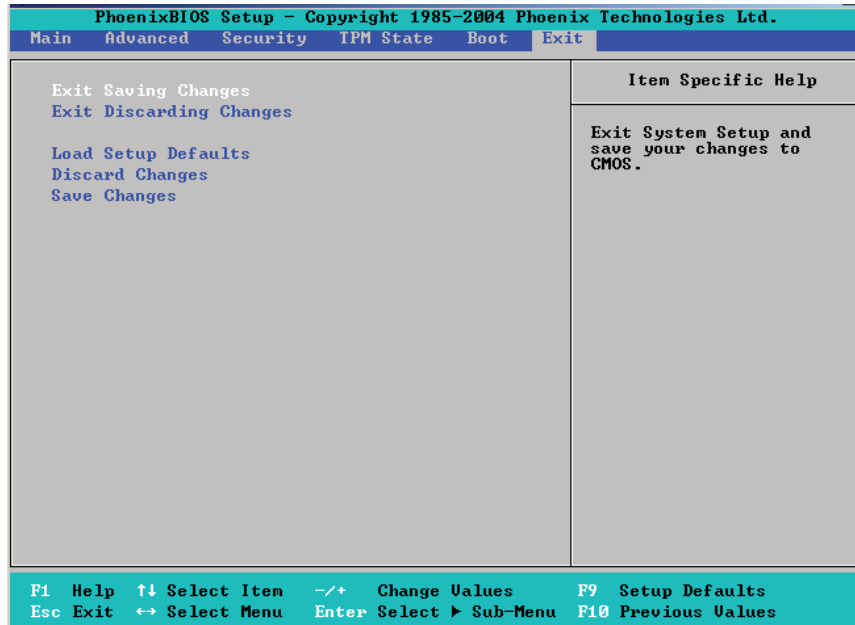 PhoenixBIOS Setup - Copyright 1985-2004 Phoenix Technologies Ltd.
Main Advanced Security TPM State Boot Exit
Exit Saving Changes
Exit Discarding Changes
Load Setup Defaults
Discard Changes
Save Changes
Item Specific Help
Exit System Setup and
save your changes to
CMOS.
F1 Help ↑↓ Select Item -/+ Change Values F9 Setup Defaults
Esc Exit ↔ Select Menu Enter Select ▶ Sub-Menu F10 Previous Values